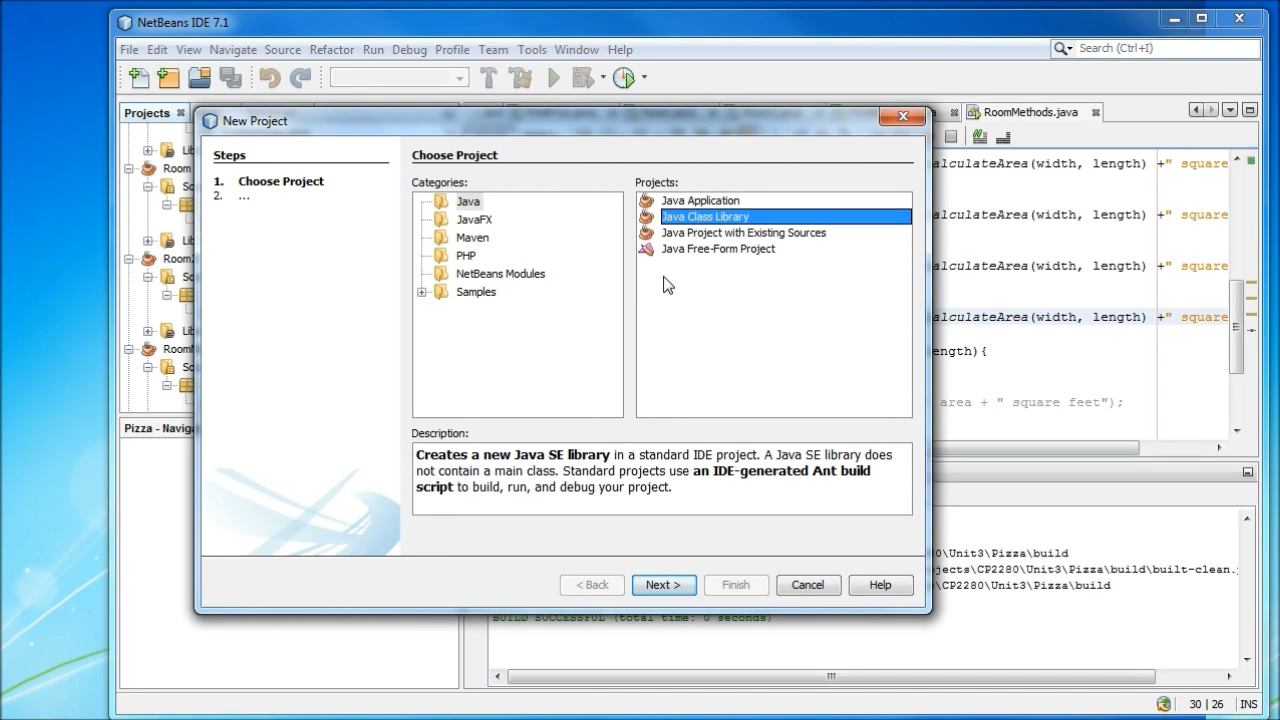 NetBeans IDE 7.1
File Edit View Navigate Source Refactor Run Debug Profile Team Tools Window Help
Search (Ctrl+I)
Projects
RoomMethods.java
New Project
Steps
1. Choose Project
2. ...
Choose Project
Categories:
Java
JavaFX
Maven
PHP
NetBeans Modules
Samples
Projects:
Java Application
Java Class Library
Java Project with Existing Sources
Java Free-Form Project
Description:
Creates a new Java SE library in a standard IDE project. A Java SE library does
not contain a main class. Standard projects use an IDE-generated Ant build
script to build, run, and debug your project.
< Back Next > Finish Cancel Help
Room
Room
alculateArea(width, length) +" square
alculateArea(width, length) +" square
alculateArea(width, length) +" square
alculateArea(width, length) +" square
ength){
area + " square feet");
Pizza - Naviga
0\Unit3\Pizza\build
ojects\CP2280\Unit3\Pizza\build\built-clean.
\CP2280\Unit3\Pizza\build
BUILD SUCCESSFUL (total time: 0 seconds)
30 | 26 INS